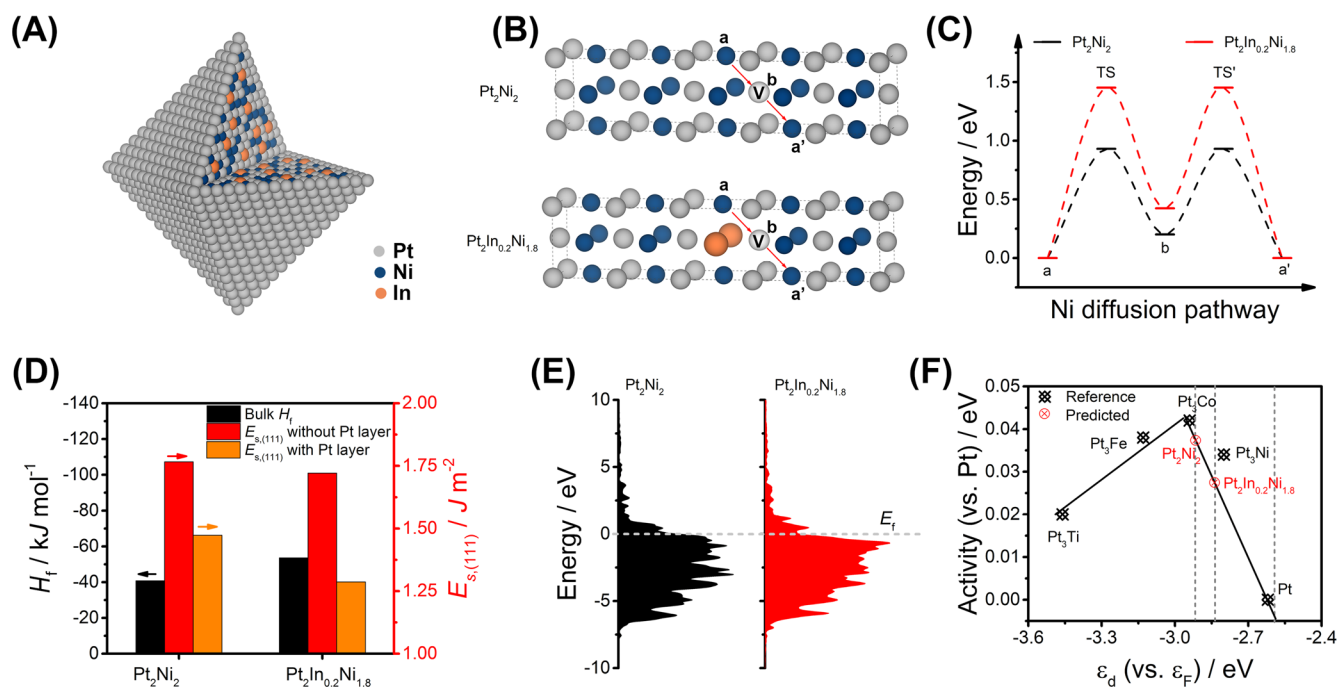 (A)
Pt
Ni
In
(B)
Pt₂Ni₂
a
b
V
a'
Pt₂In₀.₂Ni₁.₈
a
b
V
a'
(C)
Pt₂Ni₂
Pt₂In₀.₂Ni₁.₈
Energy / eV
1.5
1.0
0.5
0.0
TS
TS'
a
b
a'
Ni diffusion pathway
(D)
Bulk Hf
Es,(111) without Pt layer
Es,(111) with Pt layer
Hf / kJ mol⁻¹
-140
-120
-100
-80
-60
-40
-20
0
2.00
1.75
1.50
1.25
1.00
Es,(111) / J m⁻²
Pt₂Ni₂
Pt₂In₀.₂Ni₁.₈
(E)
Pt₂Ni₂
Pt₂In₀.₂Ni₁.₈
Energy / eV
10
5
0
-5
-10
Ef
(F)
Reference
Predicted
Activity (vs. Pt) / eV
0.05
0.04
0.03
0.02
0.01
0.00
Pt₃Co
Pt₃Fe
Pt₂Ni₂
Pt₃Ni
Pt₂In₀.₂Ni₁.₈
Pt₃Ti
Pt
-3.6
-3.3
-3.0
-2.7
-2.4
εd (vs. εF) / eV